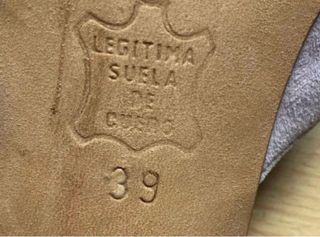 LEGITIMA
SUELA
DE
CUERO
39